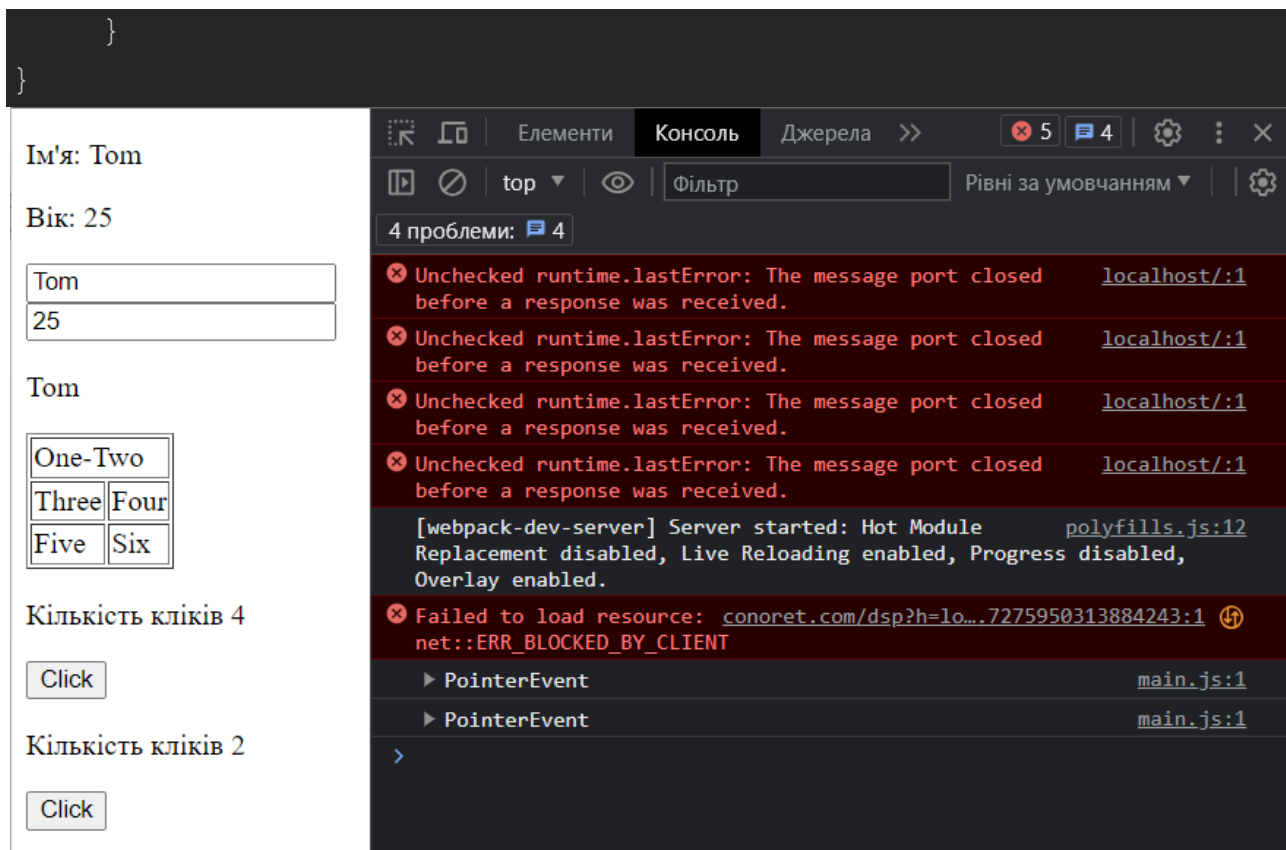 }
}
Ім'я: Tom
Вік: 25
Tom
25
Tom
One-Two
Three Four
Five Six
Кількість кліків 4
Click
Кількість кліків 2
Click
Елементи Консоль Джерела >> 5 4
top ▼ Фільтр Рівні за умовчанням ▼
4 проблеми: 4
Unchecked runtime.lastError: The message port closed localhost/:1
before a response was received.
Unchecked runtime.lastError: The message port closed localhost/:1
before a response was received.
Unchecked runtime.lastError: The message port closed localhost/:1
before a response was received.
Unchecked runtime.lastError: The message port closed localhost/:1
before a response was received.
[webpack-dev-server] Server started: Hot Module polyfills.js:12
Replacement disabled, Live Reloading enabled, Progress disabled,
Overlay enabled.
Failed to load resource: conoret.com/dsp?h=lo….7275950313884243:1
net::ERR_BLOCKED_BY_CLIENT
▶ PointerEvent main.js:1
▶ PointerEvent main.js:1
>